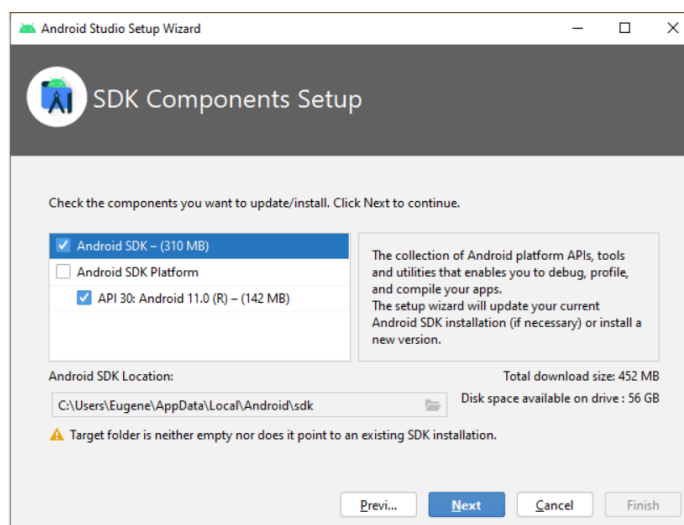 Android Studio Setup Wizard
SDK Components Setup
Check the components you want to update/install. Click Next to continue.
Android SDK – (310 MB)
Android SDK Platform
API 30: Android 11.0 (R) – (142 MB)
The collection of Android platform APIs, tools
and utilities that enables you to debug, profile,
and compile your apps.
The setup wizard will update your current
Android SDK installation (if necessary) or install a
new version.
Android SDK Location:
Total download size: 452 MB
C:\Users\Eugene\AppData\Local\Android\sdk
Disk space available on drive : 56 GB
Target folder is neither empty nor does it point to an existing SDK installation.
Previ... Next Cancel Finish